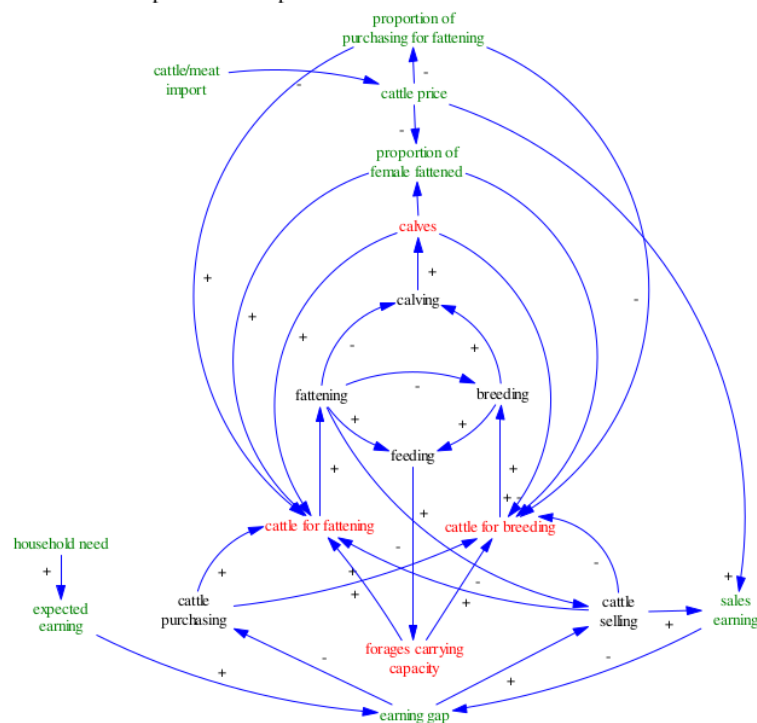 proportion of
purchasing for fattening
cattle/meat
import
-
-
cattle price
-
proportion of
female fattened
calves
+
+
calving
-
+
+
+
-
+
fattening
-
breeding
+
+
feeding
+
+
+
+ -
cattle for fattening
cattle for breeding
household need
+
-
-
-
+
+
+
+
+
expected
earning
cattle
purchasing
cattle
selling
+
sales
earning
forages carrying
capacity
+
-
-
+
+
earning gap